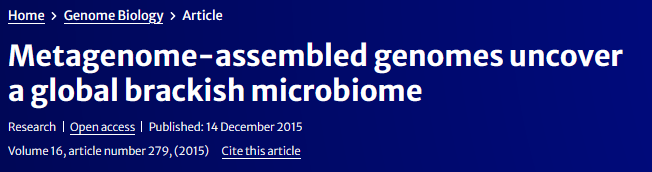 Home > Genome Biology > Article
Metagenome-assembled genomes uncover
a global brackish microbiome
Research | Open access | Published: 14 December 2015
Volume 16, article number 279, (2015) Cite this article